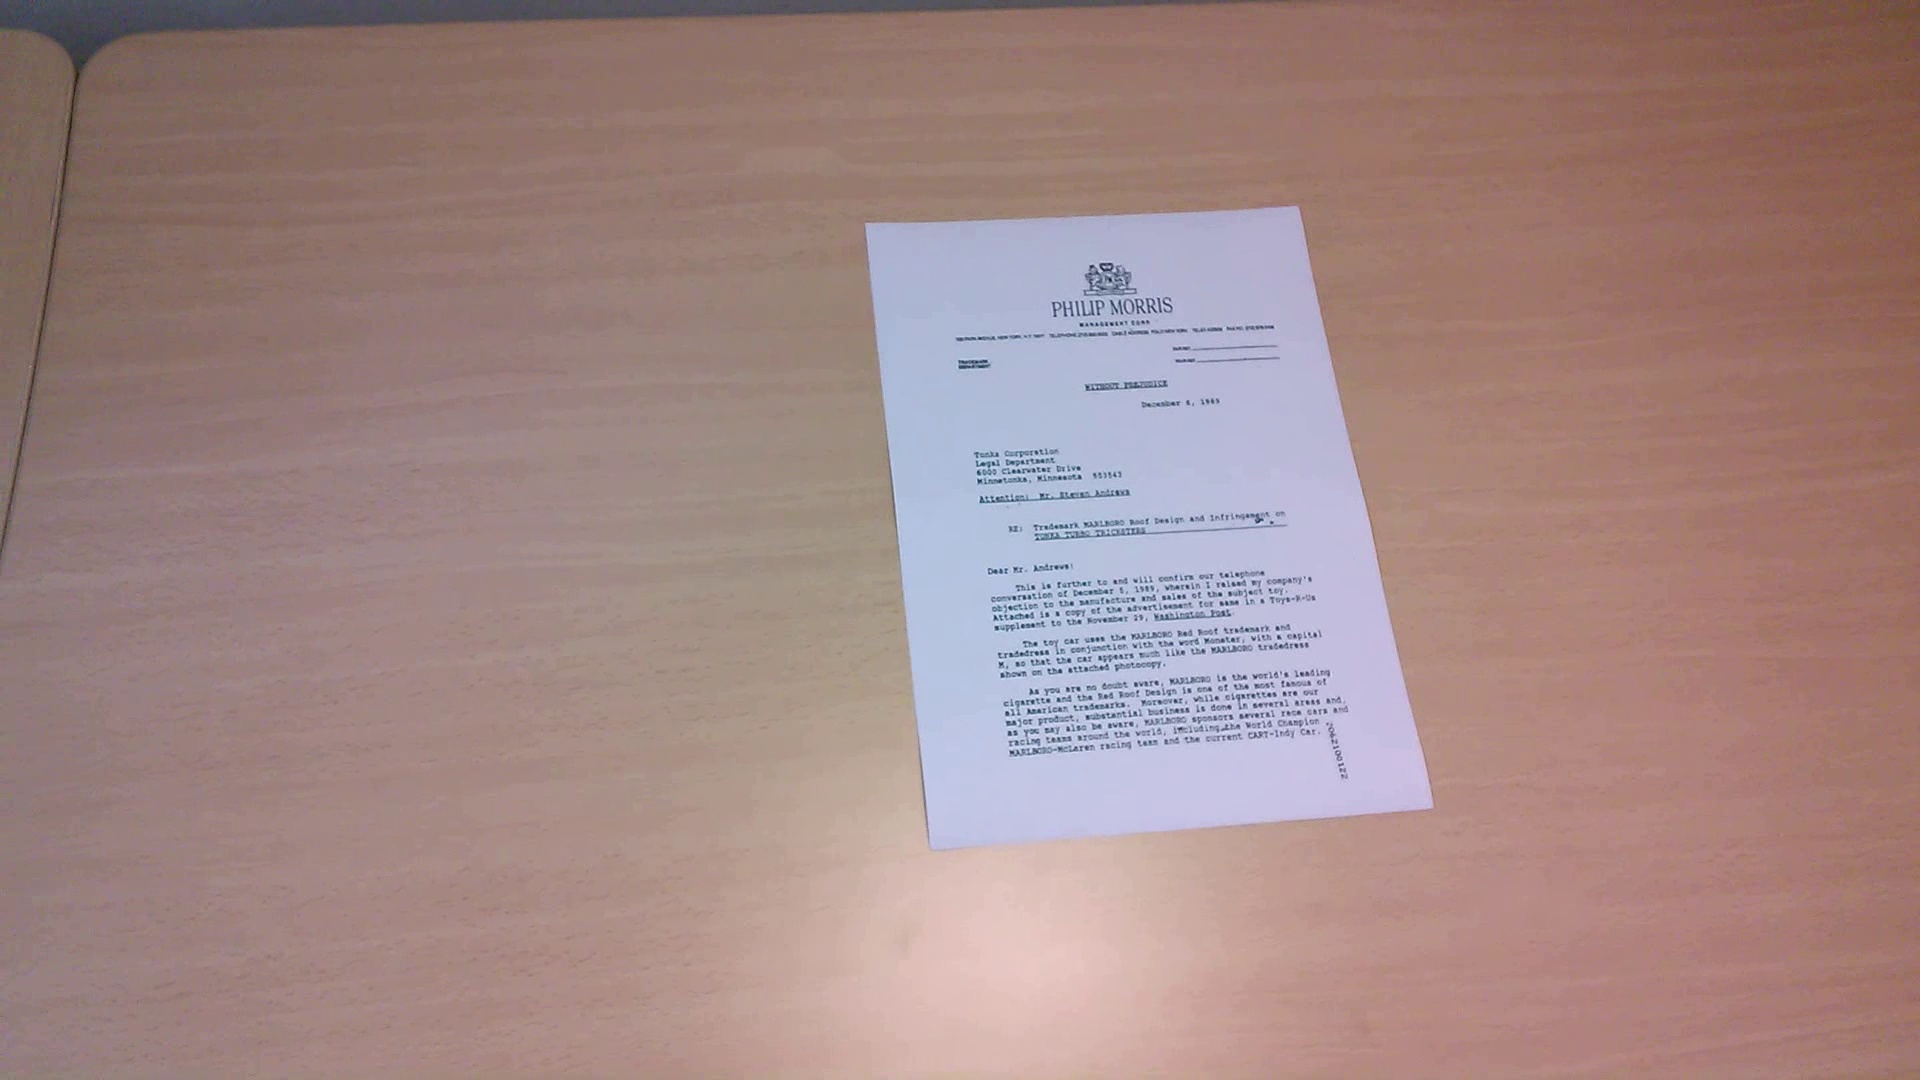 PHILIP MORRIS
MANAGEMENT CORP.
TRADEMARK
DEPARTMENT
WITHOUT PREJUDICE
December 8, 1989
Tonka Corporation
Legal Department
6000 Clearwater Drive
Minnetonka, Minnesota 553543
Attention: Mr. Steven Andrews
RE: Trademark MARLBORO Roof Design and Infringement on
TONKA TURBO TRICKSTERS
Dear Mr. Andrews:
This is further to and will confirm our telephone
conversation of December 5, 1989, wherein I raised my company's
objection to the manufacture and sales of the subject toy.
Attached is a copy of the advertisement for same in a Toys-R-Us
supplement to the November 29, Washington Post.
The toy car uses the MARLBORO Red Roof trademark and
tradedress in conjunction with the word Monster, with a capital
M, so that the car appears much like the MARLBORO tradedress
shown on the attached photocopy.
As you are no doubt aware, MARLBORO is the world's leading
cigarette and the Red Roof Design is one of the most famous of
all American trademarks. Moreover, while cigarettes are our
major product, substantial business is done in several areas and,
as you may also be aware, MARLBORO sponsors several race cars and
racing teams around the world, including the World Champion
MARLBORO-McLaren racing team and the current CART-Indy Car.
2062100122